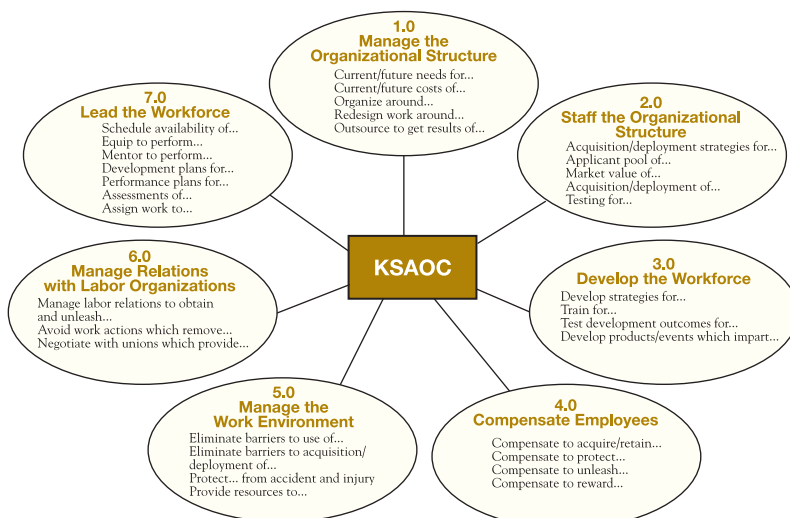 1.0
Manage the
Organizational Structure
Current/future needs for...
Current/future costs of...
Organize around...
Redesign work around...
Outsource to get results of...
2.0
Staff the Organizational
Structure
Acquisition/deployment strategies for...
Applicant pool of...
Market value of...
Acquisition/deployment of...
Testing for...
3.0
Develop the Workforce
Develop strategies for...
Train for...
Test development outcomes for...
Develop products/events which impart...
4.0
Compensate Employees
Compensate to acquire/retain...
Compensate to protect...
Compensate to unleash...
Compensate to reward...
5.0
Manage the
Work Environment
Eliminate barriers to use of...
Eliminate barriers to acquisition/
deployment of...
Protect... from accident and injury
Provide resources to...
6.0
Manage Relations
with Labor Organizations
Manage labor relations to obtain
and unleash...
Avoid work actions which remove...
Negotiate with unions which provide...
7.0
Lead the Workforce
Schedule availability of...
Equip to perform...
Mentor to perform...
Development plans for...
Performance plans for...
Assessments of...
Assign work to...
KSAOC